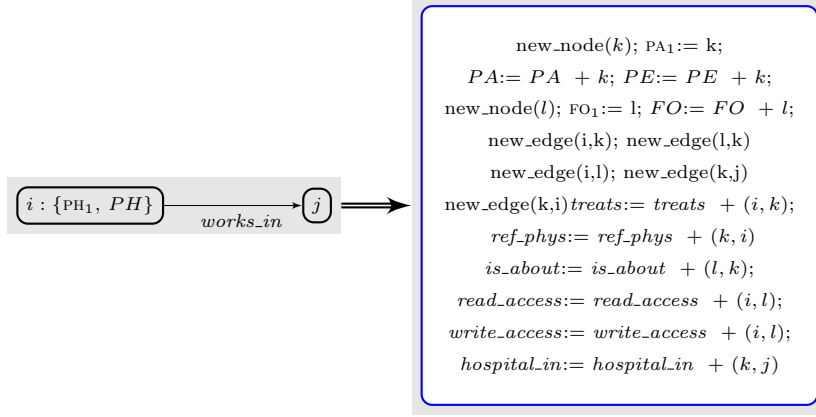 new_node(k); PA1:= k;
PA:= PA + k; PE:= PE + k;
new_node(l); FO1:= l; FO:= FO + l;
new_edge(i,k); new_edge(l,k)
new_edge(i,l); new_edge(k,j)
new_edge(k,i)treats:= treats + (i, k);
ref_phys:= ref_phys + (k, i)
is_about:= is_about + (l, k);
read_access:= read_access + (i, l);
write_access:= write_access + (i, l);
hospital_in:= hospital_in + (k, j)
i : {PH1, PH}
works_in
j